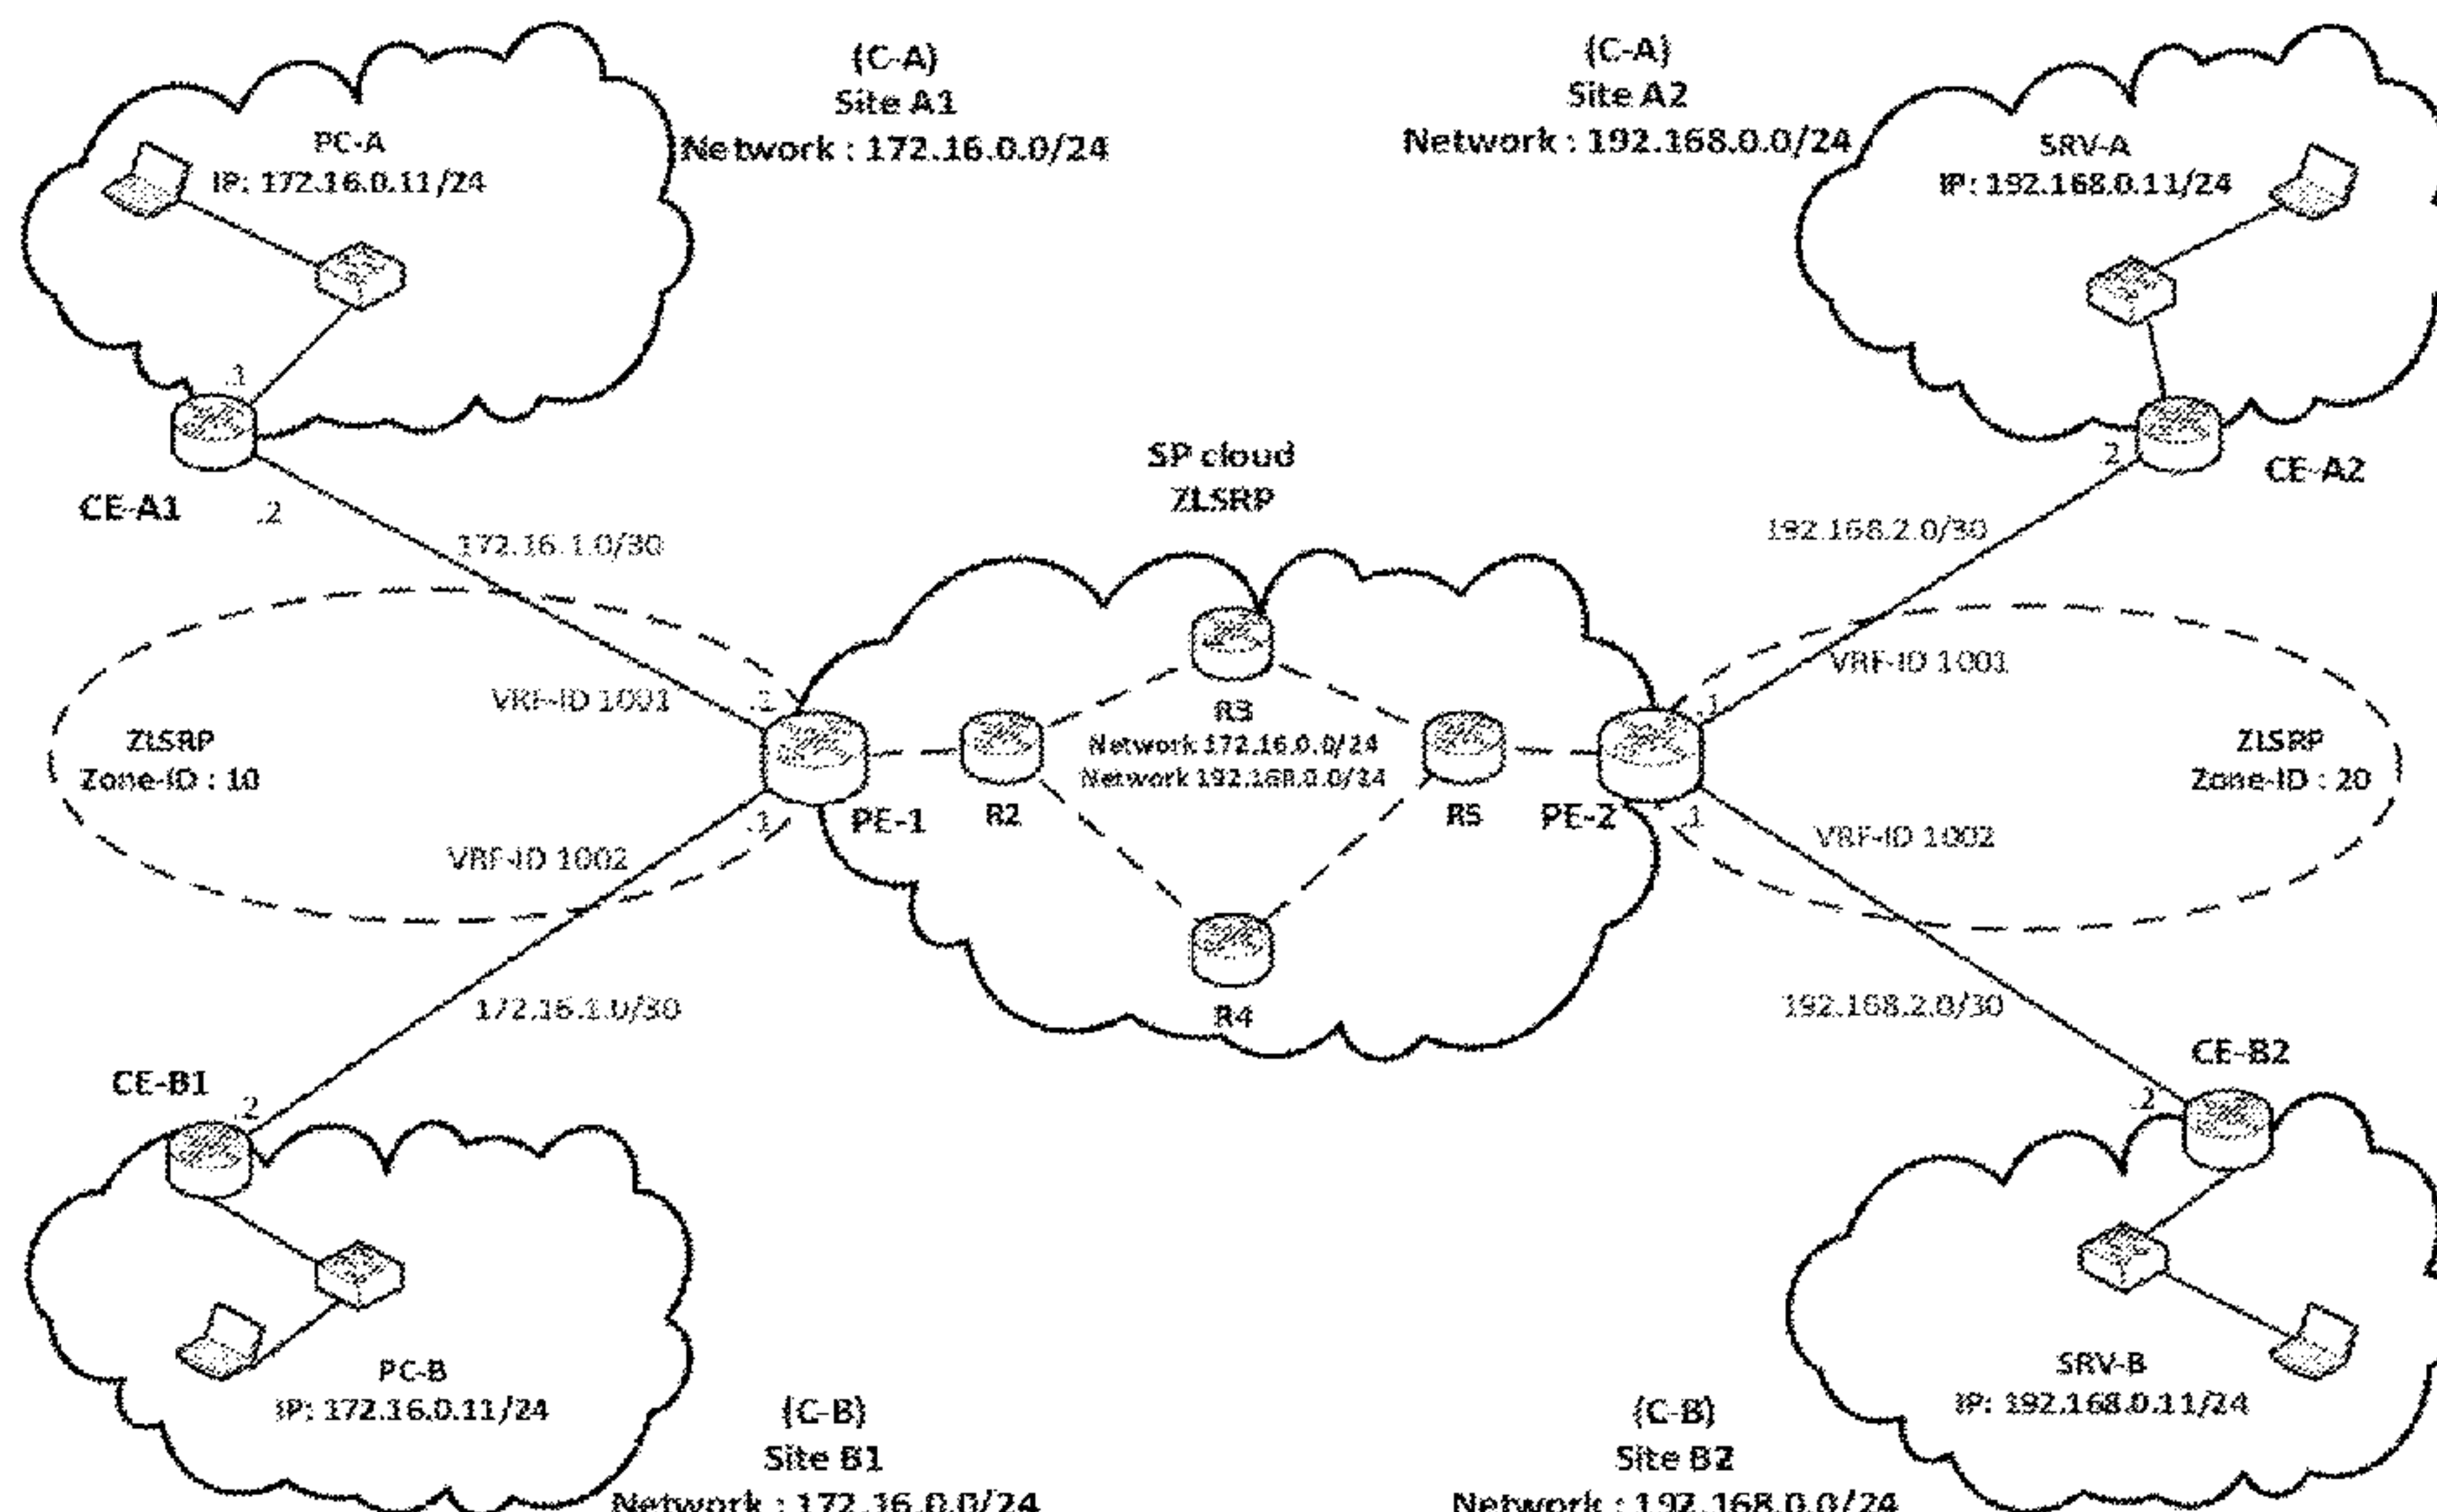 (C-A)
Site A1
Network : 172.16.0.0/24
(C-A)
Site A2
Network : 192.168.0.0/24
PC-A
IP: 172.16.0.11/24
SRV-A
IP: 192.168.0.11/24
.1
CE-A1
.2
172.16.1.0/30
SP cloud
ZLSRP
.2
CE-A2
192.168.2.0/30
VRF-ID 1001
.1
VRF-ID 1001
.1
ZLSRP
Zone-ID : 10
R3
Network 172.16.0.0/24
Network 192.168.0.0/24
ZLSRP
Zone-ID : 20
.1
PE-1
R2
R5
PE-2
.1
VRF-ID 1002
VRF-ID 1002
172.16.1.0/30
R4
192.168.2.0/30
CE-B1
.2
CE-B2
.2
PC-B
IP: 172.16.0.11/24
SRV-B
IP: 192.168.0.11/24
(C-B)
Site B1
Network : 172.16.0.0/24
(C-B)
Site B2
Network : 192.168.0.0/24